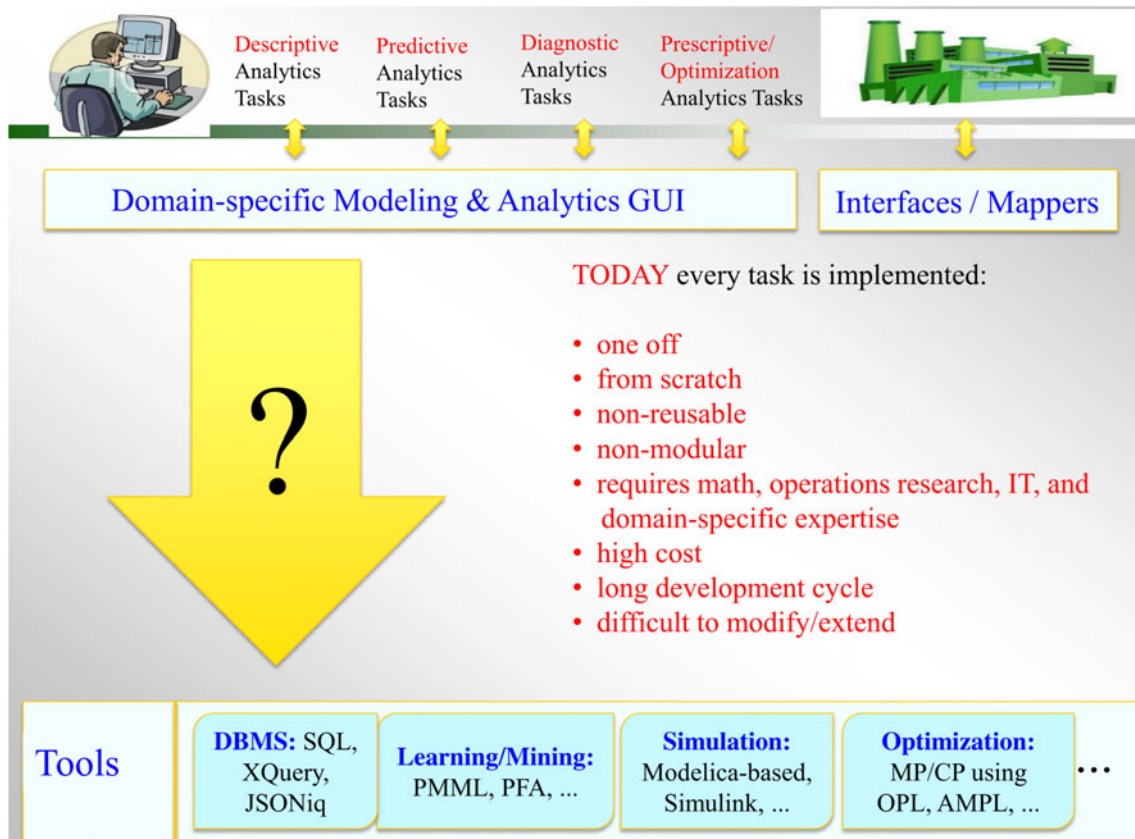 Descriptive
Analytics
Tasks
Predictive
Analytics
Tasks
Diagnostic
Analytics
Tasks
Prescriptive/
Optimization
Analytics Tasks
Domain-specific Modeling & Analytics GUI
Interfaces / Mappers
?
TODAY every task is implemented:
• one off
• from scratch
• non-reusable
• non-modular
• requires math, operations research, IT, and
domain-specific expertise
• high cost
• long development cycle
• difficult to modify/extend
Tools
DBMS: SQL,
XQuery,
JSONiq
Learning/Mining:
PMML, PFA, ...
Simulation:
Modelica-based,
Simulink, ...
Optimization:
MP/CP using
OPL, AMPL, ...
...